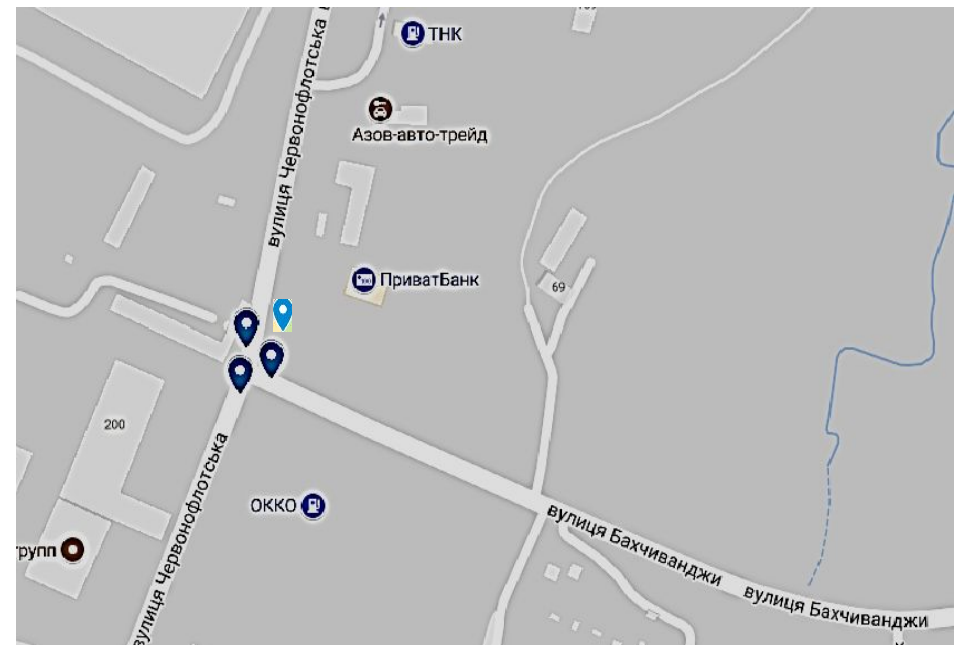 ТНК
вулиця Червонофлотська
Азов-авто-трейд
ПриватБанк
69
200
ОККО
вулиця Червонофлотська
групп
вулиця Бахчиванджи
вулиця Бахчиванджи